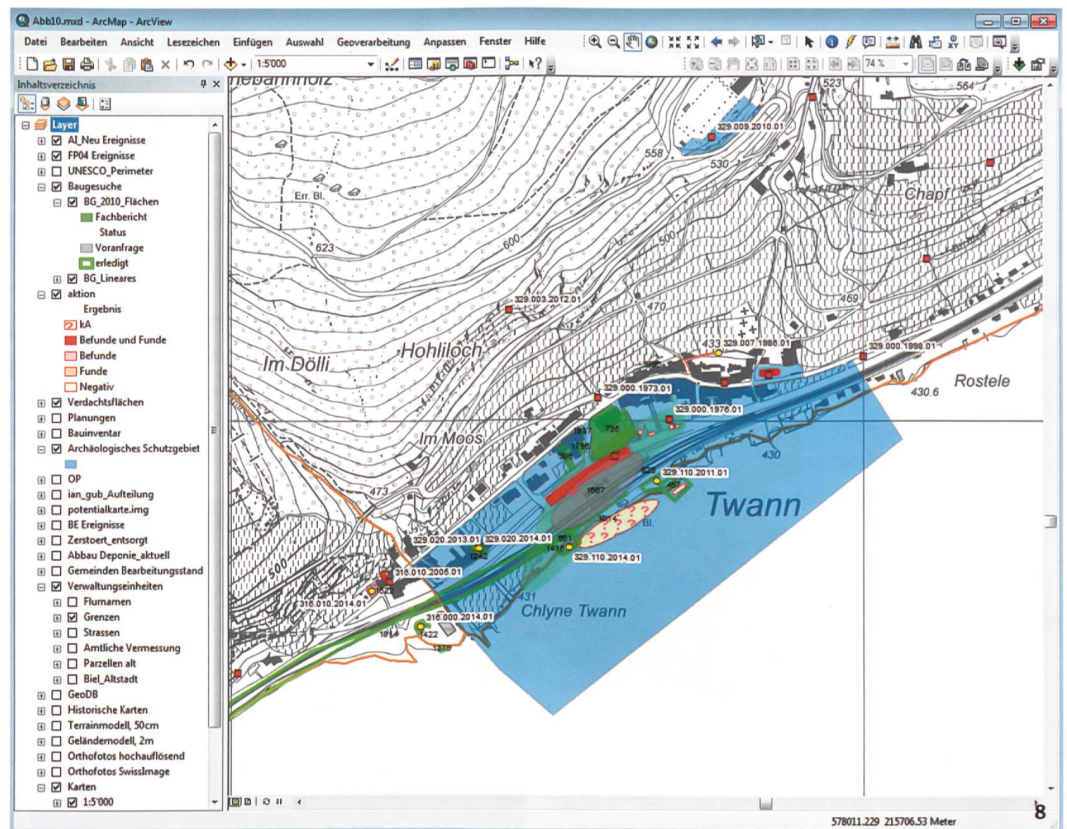 Abb10.mxd - ArcMap - ArcView
Datei Bearbeiten Ansicht Lesezeichen Einfügen Auswahl Geoverarbeitung Anpassen Fenster Hilfe
1:5'000
74 %
Inhaltsverzeichnis
Layer
AI_Neu Ereignisse
FP04 Ereignisse
UNESCO_Perimeter
Baugesuche
BG_2010_Flächen
Fachbericht
Status
Voranfrage
erledigt
BG_Lineares
aktion
Ergebnis
kA
Befunde und Funde
Befunde
Funde
Negativ
Verdachtsflächen
Planungen
Bauinventar
Archäologisches Schutzgebiet
OP
ian_gub_Aufteilung
potentialkarte.img
BE Ereignisse
Zerstoert_entsorgt
Abbau Deponie_aktuell
Gemeinden Bearbeitungsstand
Verwaltungseinheiten
Flurnamen
Grenzen
Strassen
Amtliche Vermessung
Parzellen alt
Biel_Altstadt
GeoDB
Historische Karten
Terrainmodell, 50cm
Geländemodell, 2m
Orthofotos hochauflösend
Orthofotos SwissImage
Karten
1:5'000
523
564
329.009.2010.01
558
530
Err. Bl.
Chapf
623
600
500
329.003.2012.01
470
469
433
329.007.1986.01
Hohliloch
Im Dölli
329.000.1998.01
430.6
Rostele
329.000.1973.01
329.000.1976.01
736
Im Moos
430
473
329.110.2011.01
1667
Twann
Bl.
500
329.020.2013.01
329.020.2014.01
1242
329.110.2014.01
316.010.2005.01
316.010.2014.01
431
Chlyne Twann
316.000.2014.01
1422
578011.229 215706.53 Meter
8